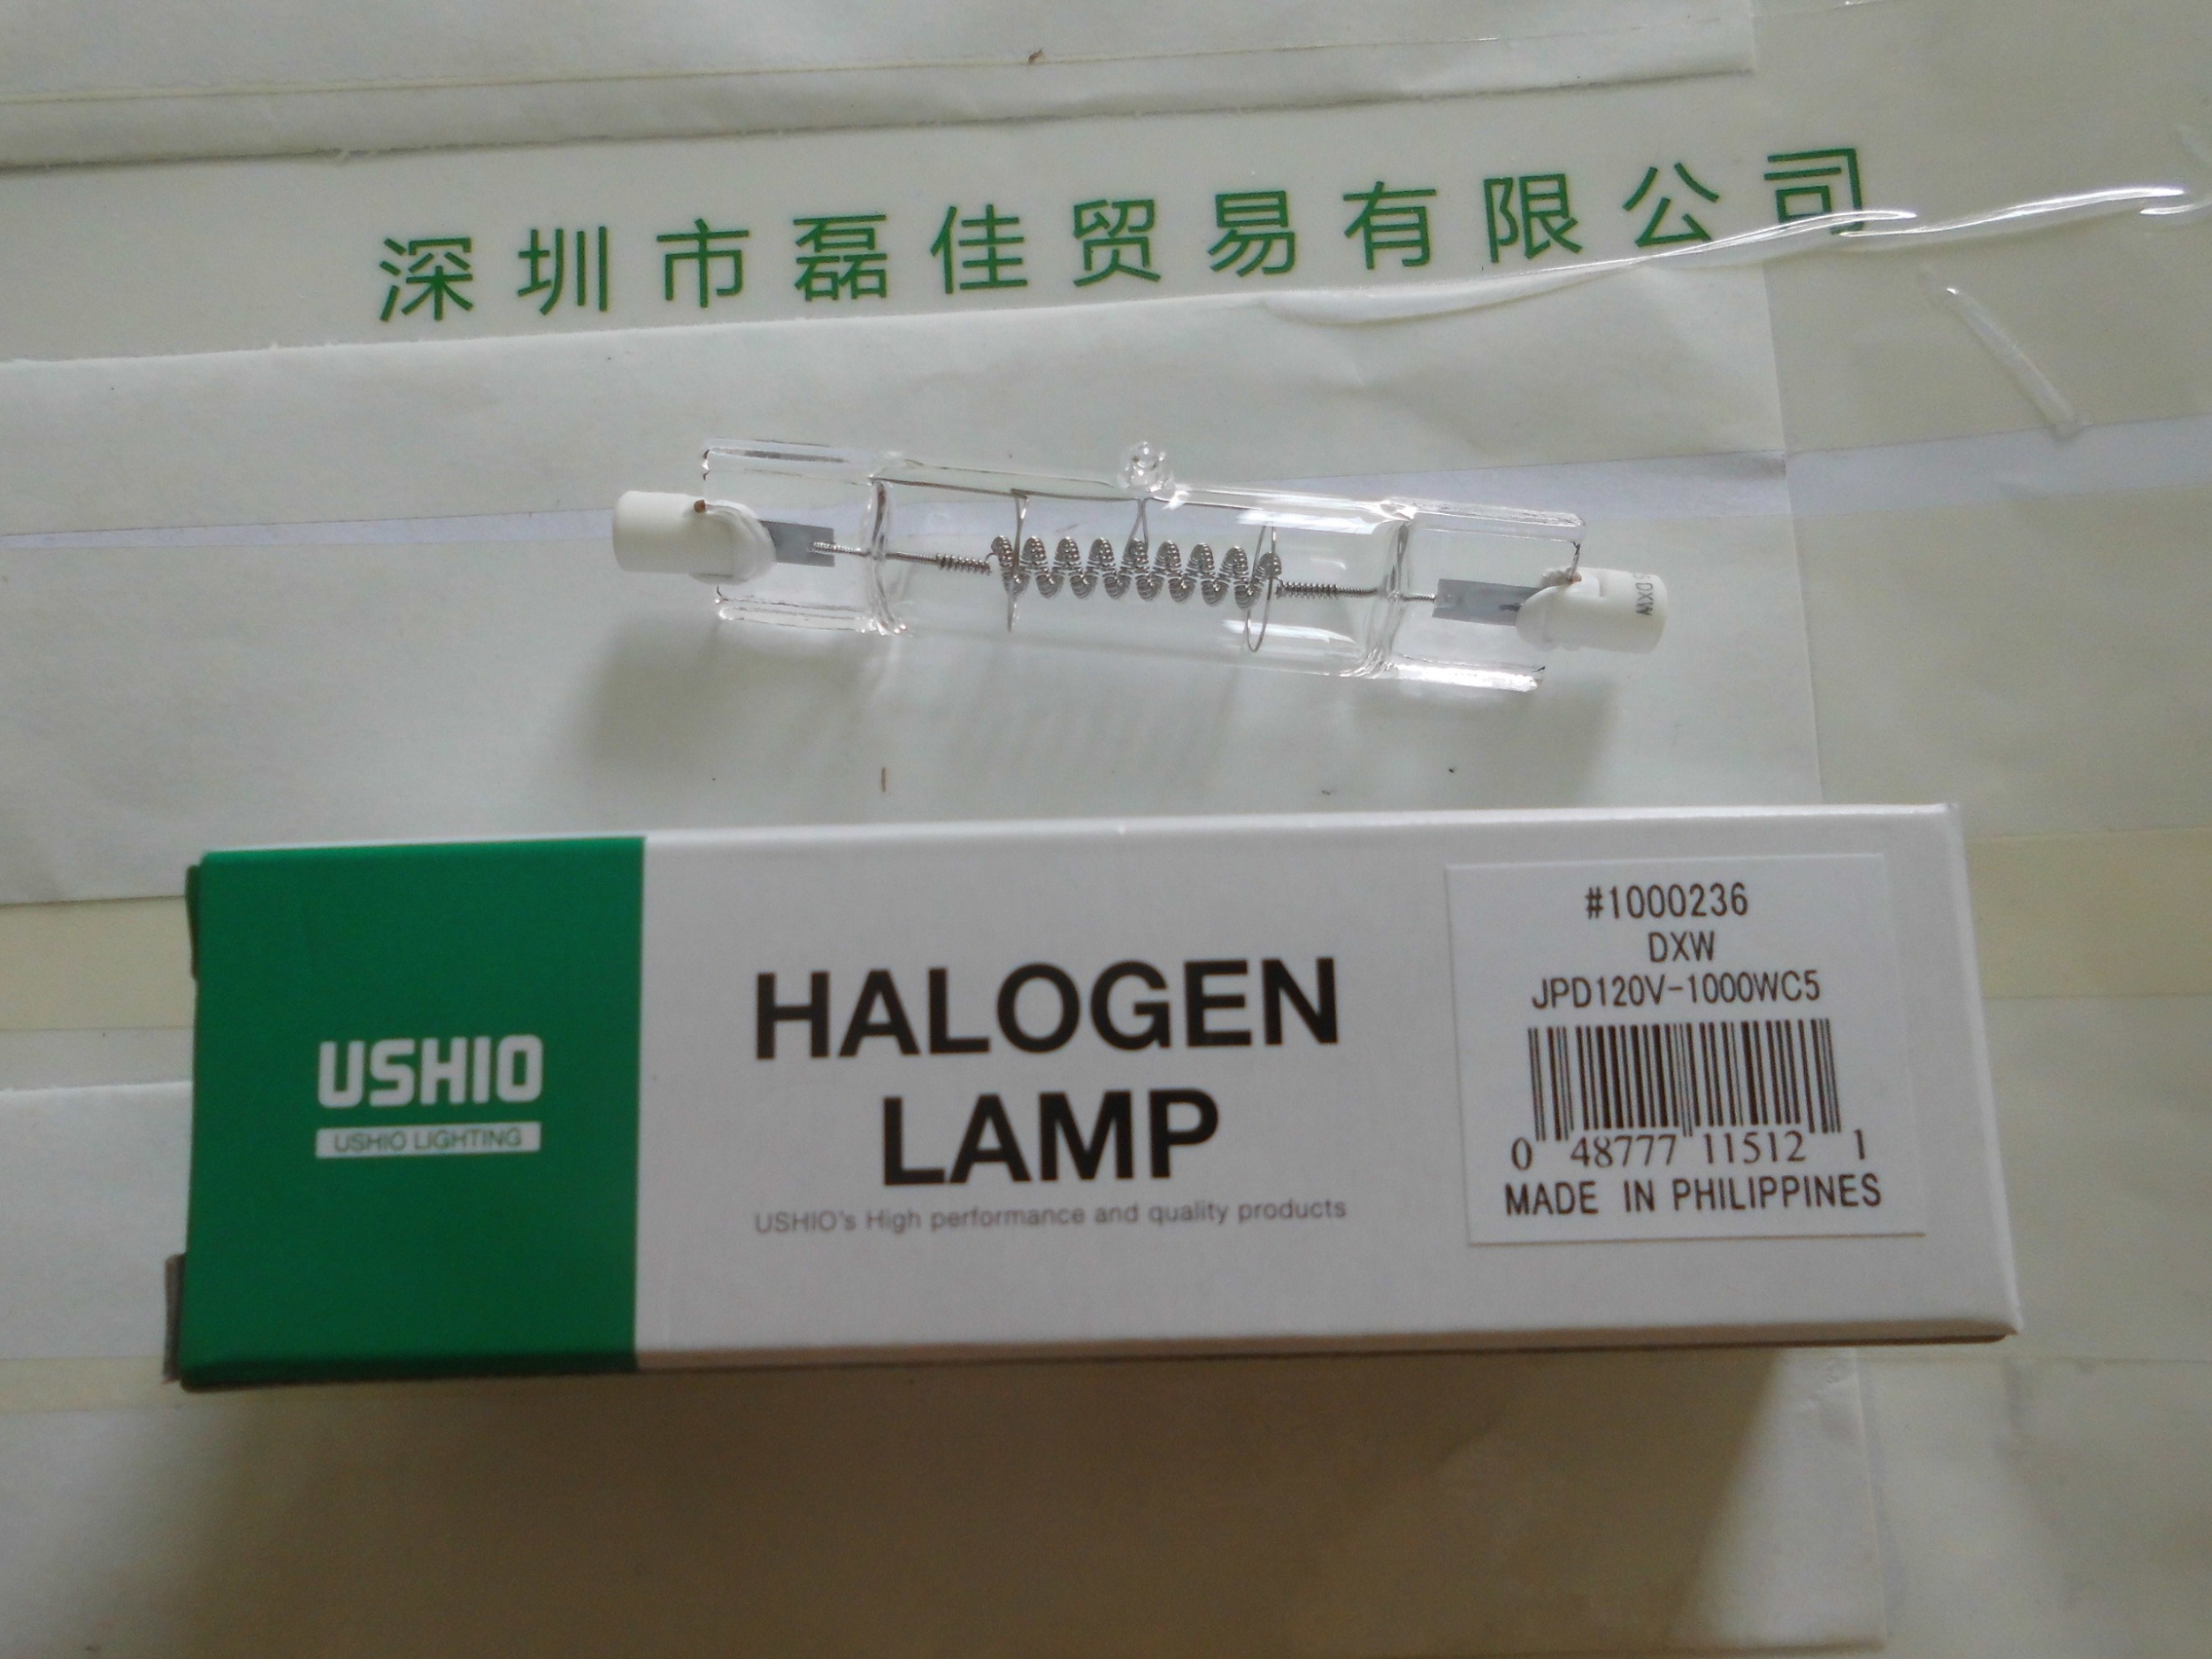 深圳市磊佳贸易有限公司
DXW
USHIO
USHIO LIGHTING
HALOGEN
LAMP
USHIO's High performance and quality products
#1000236
DXW
JPD120V-1000WC5
0 48777 11512 1
MADE IN PHILIPPINES